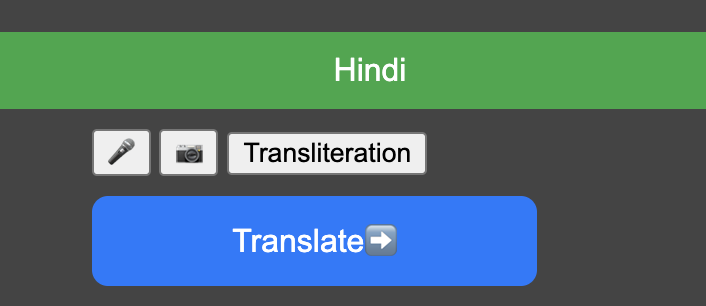 Hindi
🎤 📷 Transliteration
Translate➡️